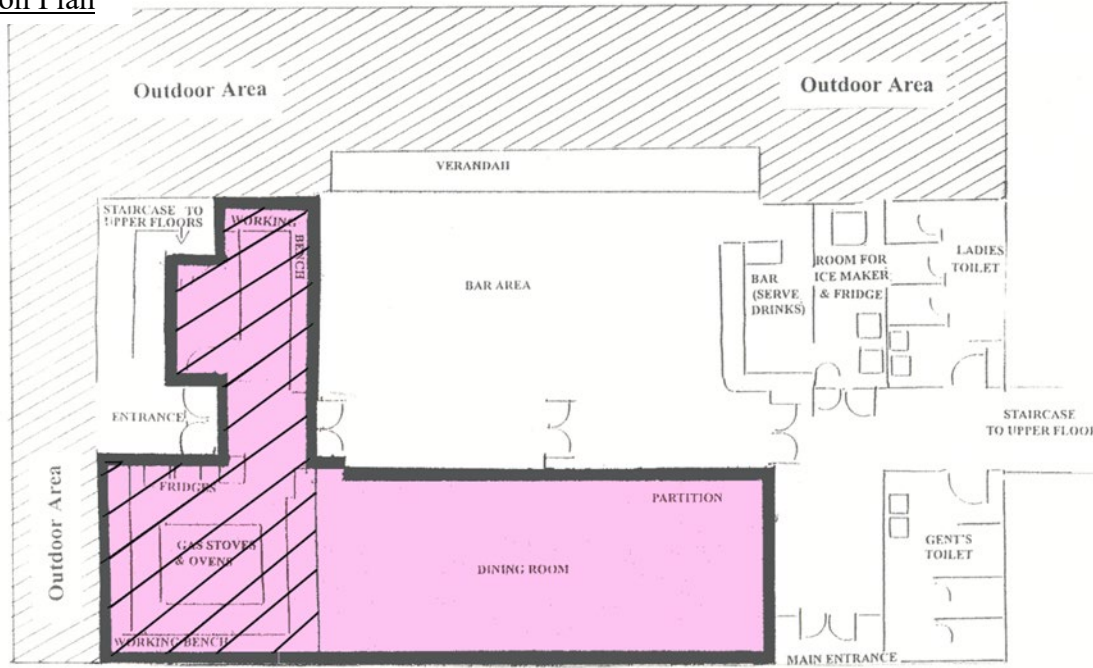 on Plan
Outdoor Area
Outdoor Area
VERANDAH
STAIRCASE TO
UPPER FLOORS
WORKING
BENCH
BAR AREA
BAR
(SERVE
DRINKS)
ROOM FOR
ICE MAKER
& FRIDGE
LADIES
TOILET
ENTRANCE
STAIRCASE
TO UPPER FLOOR
Outdoor Area
FRIDGES
PARTITION
GAS STOVES
& OVENS
DINING ROOM
GENT'S
TOILET
WORKING BENCH
MAIN ENTRANCE